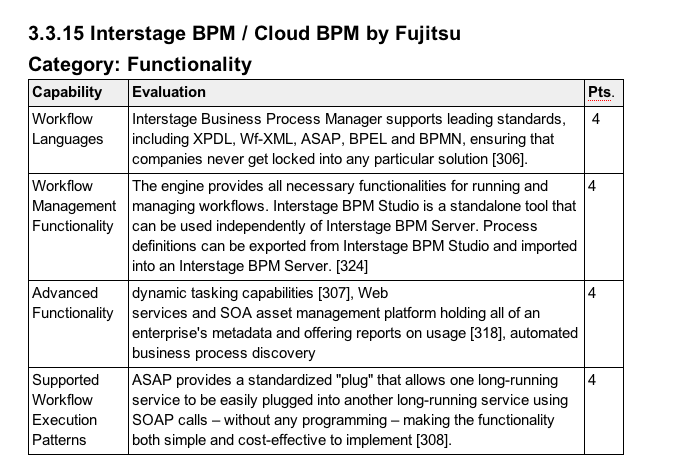 3.3.15 Interstage BPM / Cloud BPM by Fujitsu
Category: Functionality
Capability Evaluation Pts.
Workflow Languages
Interstage Business Process Manager supports leading standards,
including XPDL, Wf-XML, ASAP, BPEL and BPMN, ensuring that
companies never get locked into any particular solution [306].
4
Workflow
Management
Functionality
The engine provides all necessary functionalities for running and
managing workflows. Interstage BPM Studio is a standalone tool that
can be used independently of Interstage BPM Server. Process
definitions can be exported from Interstage BPM Studio and imported
into an Interstage BPM Server. [324]
4
Advanced
Functionality
dynamic tasking capabilities [307], Web
services and SOA asset management platform holding all of an
enterprise's metadata and offering reports on usage [318], automated
business process discovery
4
Supported
Workflow
Execution
Patterns
ASAP provides a standardized "plug" that allows one long-running
service to be easily plugged into another long-running service using
SOAP calls – without any programming – making the functionality
both simple and cost-effective to implement [308].
4